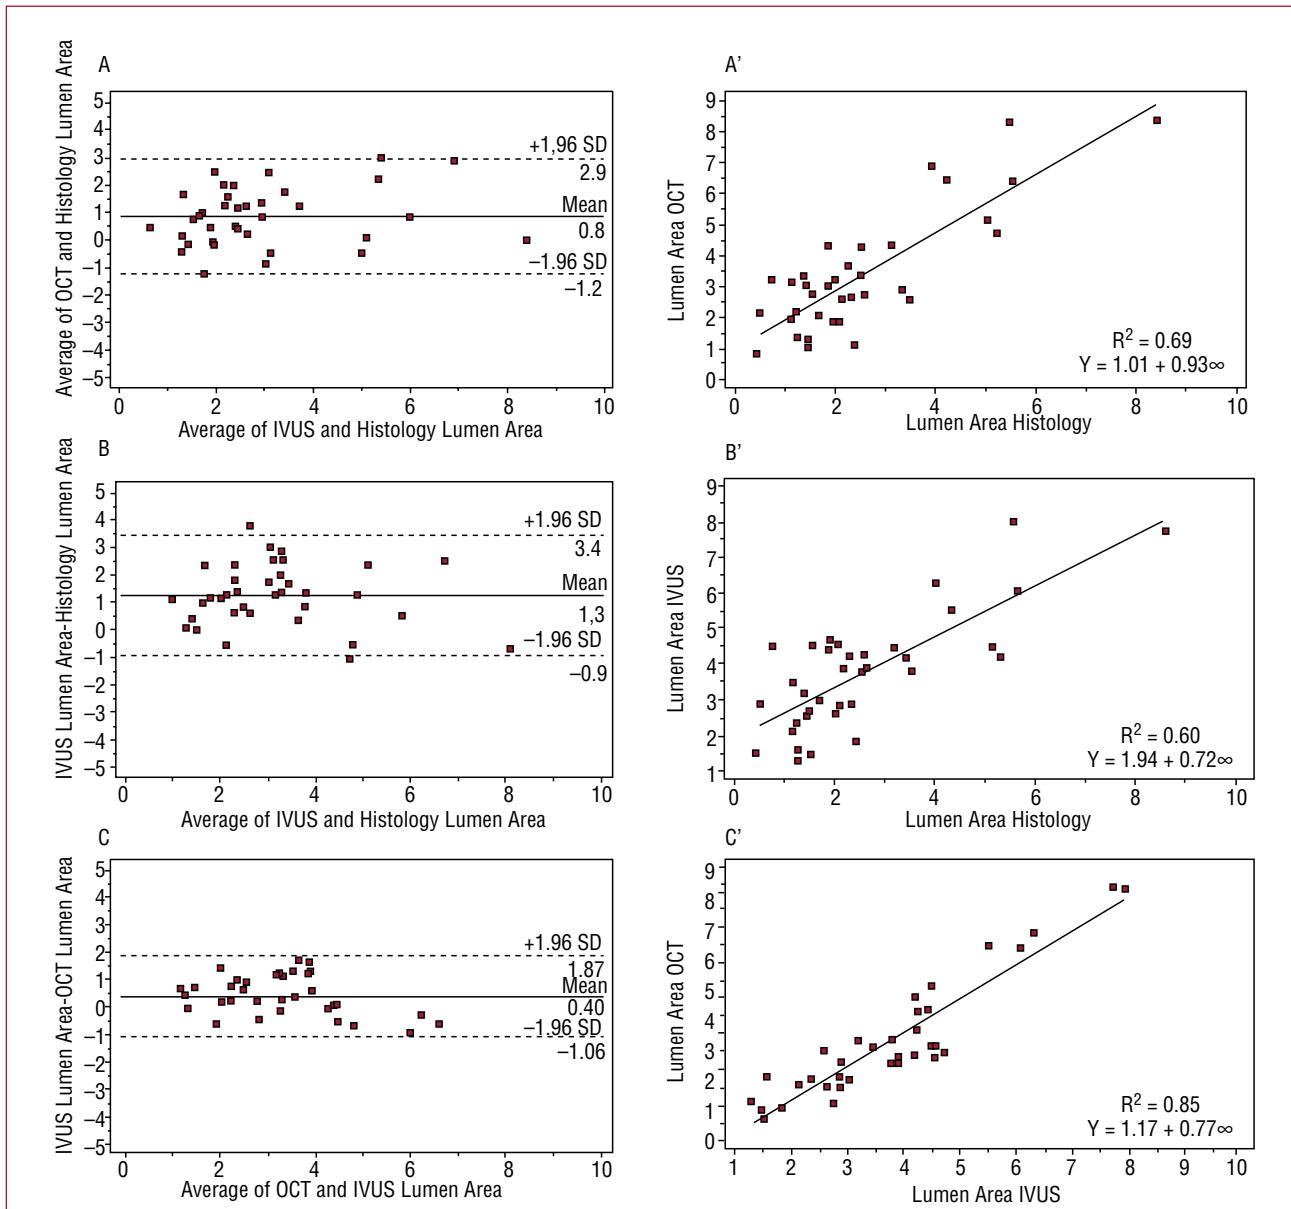 A
Average of OCT and Histology Lumen Area
5
4
3
2
1
0
–1
–2
–3
–4
–5
+1,96 SD
2.9
Mean
0.8
–1.96 SD
–1.2
0 2 4 6 8 10
Average of IVUS and Histology Lumen Area
A'
Lumen Area OCT
9
8
7
6
5
4
3
2
1
0
R² = 0.69
Y = 1.01 + 0.93∞
0 2 4 6 8 10
Lumen Area Histology
B
IVUS Lumen Area-Histology Lumen Area
5
4
3
2
1
0
–1
–2
–3
–4
–5
+1.96 SD
3.4
Mean
1,3
–1.96 SD
–0.9
0 2 4 6 8 10
Average of IVUS and Histology Lumen Area
B'
Lumen Area IVUS
9
8
7
6
5
4
3
2
1
R² = 0.60
Y = 1.94 + 0.72∞
0 2 4 6 8 10
Lumen Area Histology
C
IVUS Lumen Area-OCT Lumen Area
5
4
3
2
1
0
–1
–2
–3
–4
–5
+1.96 SD
1.87
Mean
0.40
–1.96 SD
–1.06
0 2 4 6 8 10
Average of OCT and IVUS Lumen Area
C'
Lumen Area OCT
9
8
7
6
5
4
3
2
1
0
R² = 0.85
Y = 1.17 + 0.77∞
1 2 3 4 5 6 7 8 9 10
Lumen Area IVUS